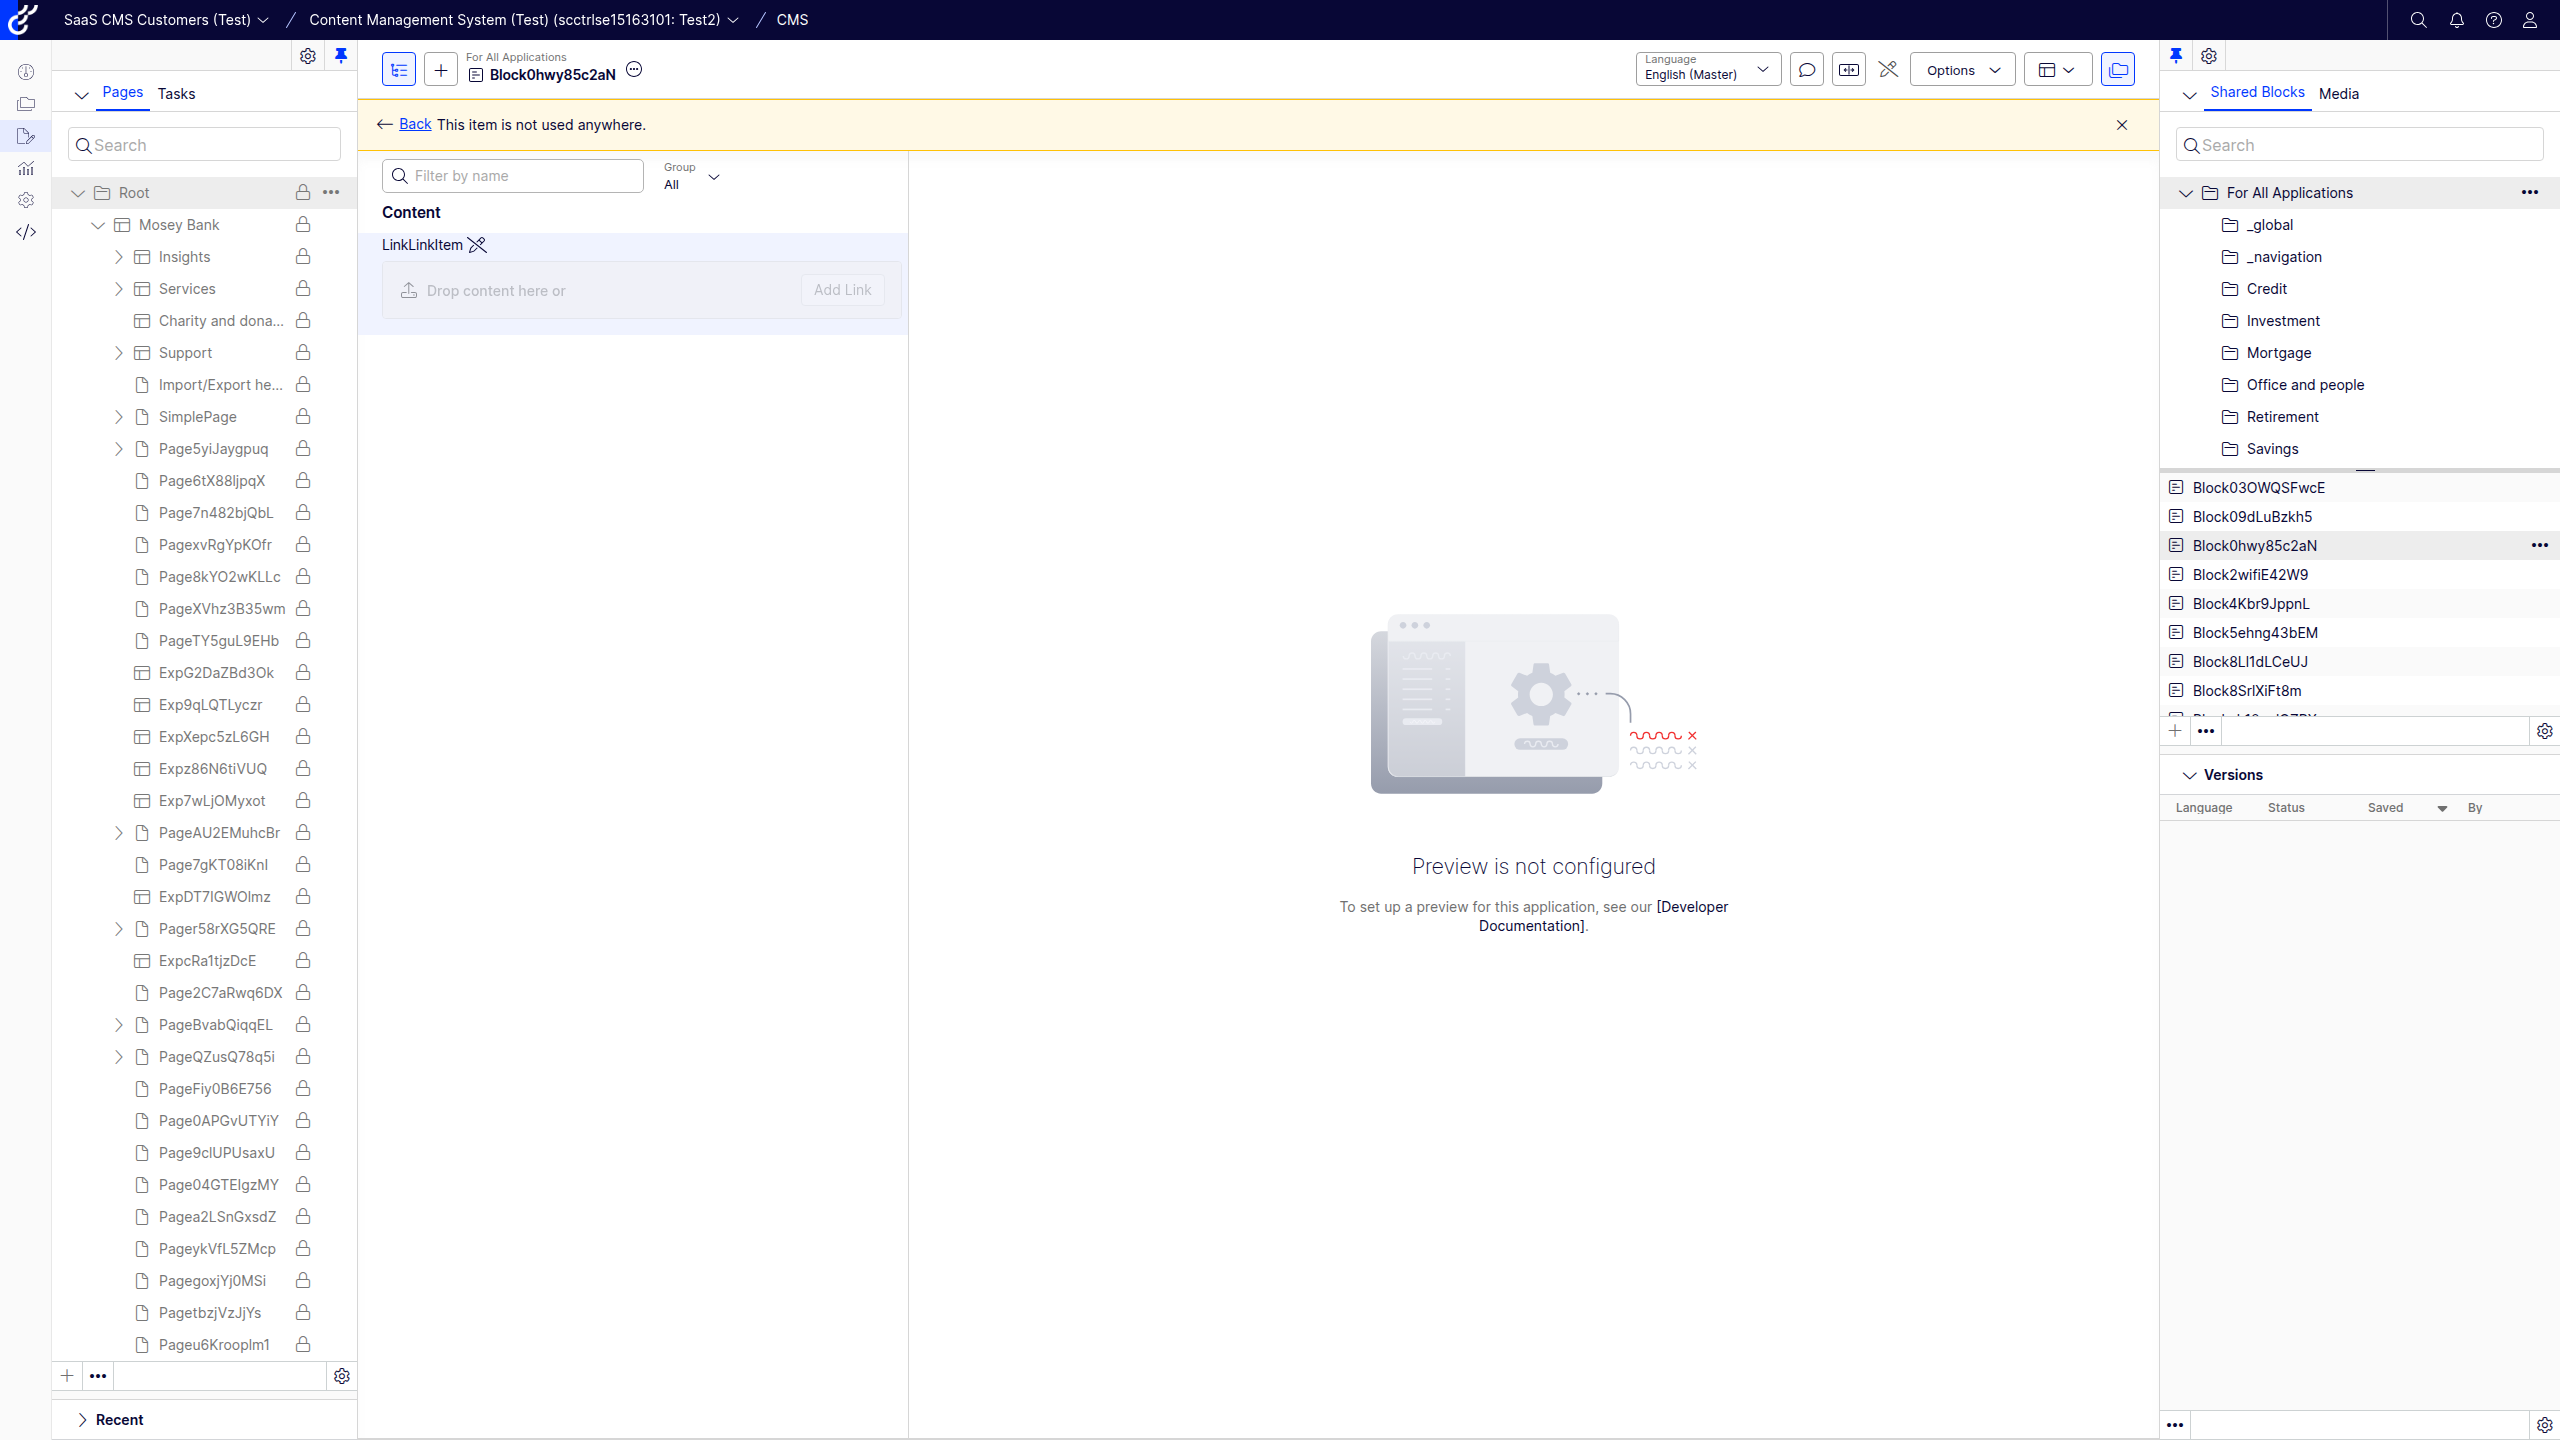 SaaS CMS Customers (Test) / Content Management System (Test) (scctrlse15163101: Test2) / CMS
Pages Tasks
Search
Root
Mosey Bank
Insights
Services
Charity and dona...
Support
Import/Export he...
SimplePage
Page5yiJaygpuq
Page6tX88ljpqX
Page7n482bjQbL
PagexvRgYpKOfr
Page8kYO2wKLLc
PageXVhz3B35wm
PageTY5guL9EHb
ExpG2DaZBd3Ok
Exp9qLQTLyczr
ExpXepc5zL6GH
Expz86N6tiVUQ
Exp7wLjOMyxot
PageAU2EMuhcBr
Page7gKT08iKnI
ExpDT7IGWOlmz
Pager58rXG5QRE
ExpcRa1tjzDcE
Page2C7aRwq6DX
PageBvabQiqqEL
PageQZusQ78q5i
PageFiy0B6E756
Page0APGvUTYiY
Page9clUPUsaxU
Page04GTEIgzMY
Pagea2LSnGxsdZ
PageykVfL5ZMcp
PagegoxjYj0MSi
PagetbzjVzJjYs
Pageu6Krooplm1
Recent
For All Applications
Block0hwy85c2aN
Language
English (Master)
Options
Back This item is not used anywhere.
Filter by name
Group
All
Content
LinkLinkItem
Drop content here or
Add Link
Preview is not configured
To set up a preview for this application, see our [Developer
Documentation].
Shared Blocks Media
Search
For All Applications
_global
_navigation
Credit
Investment
Mortgage
Office and people
Retirement
Savings
Block03OWQSFwcE
Block09dLuBzkh5
Block0hwy85c2aN
Block2wifiE42W9
Block4Kbr9JppnL
Block5ehng43bEM
Block8Ll1dLCeUJ
Block8SrlXiFt8m
Versions
Language Status Saved By